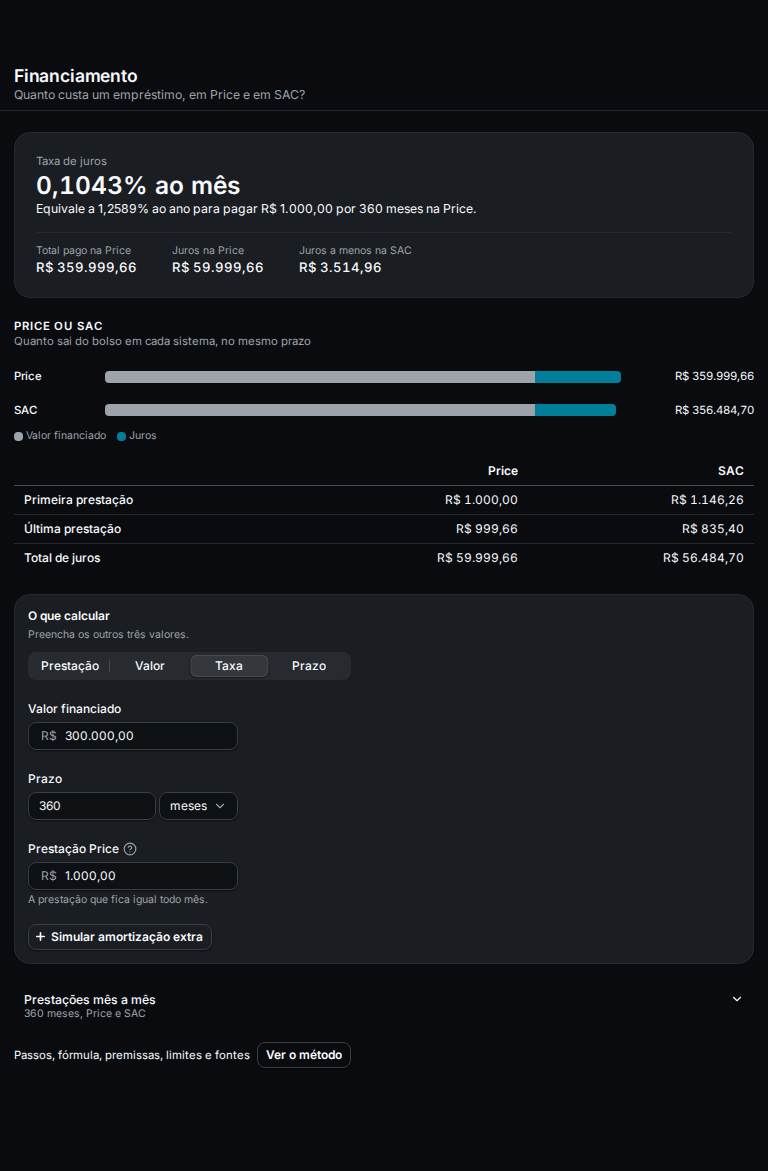 Financiamento
Quanto custa um empréstimo, em Price e em SAC?
Taxa de juros
0,1043% ao mês
Equivale a 1,2589% ao ano para pagar R$ 1.000,00 por 360 meses na Price.
Total pago na Price Juros na Price Juros a menos na SAC
R$ 359.999,66 R$ 59.999,66 R$ 3.514,96
PRICE OU SAC
Quanto sai do bolso em cada sistema, no mesmo prazo
Price R$ 359.999,66
SAC R$ 356.484,70
Valor financiado Juros
Price SAC
Primeira prestação R$ 1.000,00 R$ 1.146,26
Última prestação R$ 999,66 R$ 835,40
Total de juros R$ 59.999,66 R$ 56.484,70
O que calcular
Preencha os outros três valores.
Prestação Valor Taxa Prazo
Valor financiado
R$ 300.000,00
Prazo
360 meses
Prestação Price ?
R$ 1.000,00
A prestação que fica igual todo mês.
+ Simular amortização extra
Prestações mês a mês
360 meses, Price e SAC
Passos, fórmula, premissas, limites e fontes Ver o método